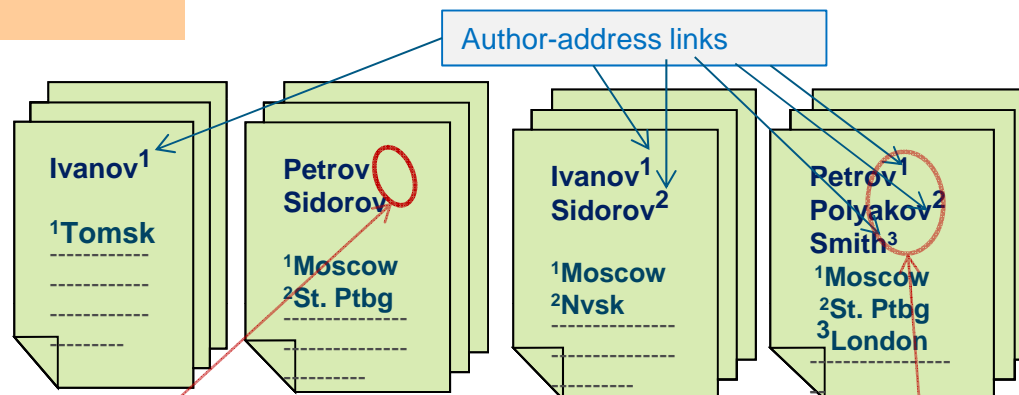 Author-address links
Ivanov¹
¹Tomsk
Petrov
Sidorov
¹Moscow
²St. Ptbg
Ivanov¹
Sidorov²
¹Moscow
²Nvsk
Petrov¹
Polyakov²
Smith³
¹Moscow
²St. Ptbg
³London